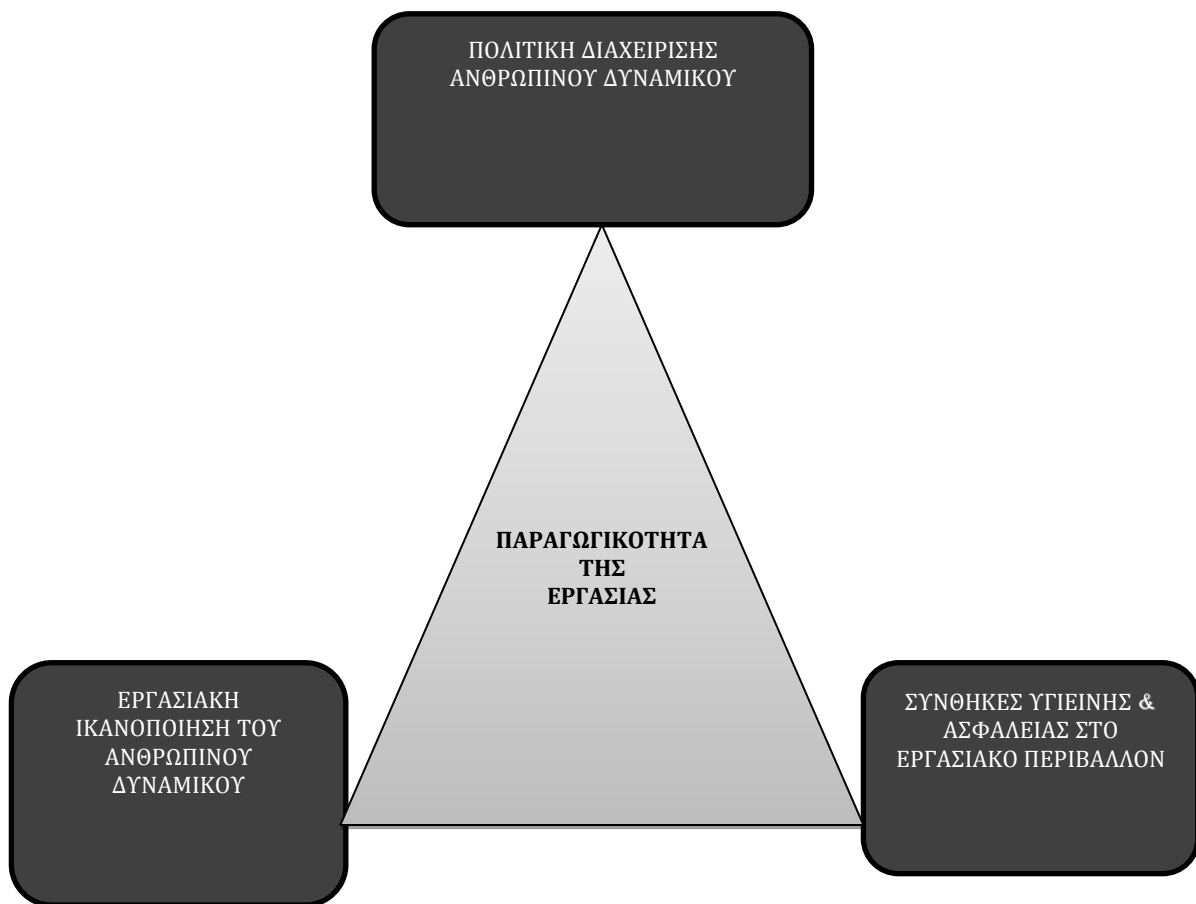 ΠΟΛΙΤΙΚΗ ΔΙΑΧΕΙΡΙΣΗΣ
ΑΝΘΡΩΠΙΝΟΥ ΔΥΝΑΜΙΚΟΥ
ΠΑΡΑΓΩΓΙΚΟΤΗΤΑ
ΤΗΣ
ΕΡΓΑΣΙΑΣ
ΕΡΓΑΣΙΑΚΗ
ΙΚΑΝΟΠΟΙΗΣΗ ΤΟΥ
ΑΝΘΡΩΠΙΝΟΥ
ΔΥΝΑΜΙΚΟΥ
ΣΥΝΘΗΚΕΣ ΥΓΙΕΙΝΗΣ &
ΑΣΦΑΛΕΙΑΣ ΣΤΟ
ΕΡΓΑΣΙΑΚΟ ΠΕΡΙΒΑΛΛΟΝ